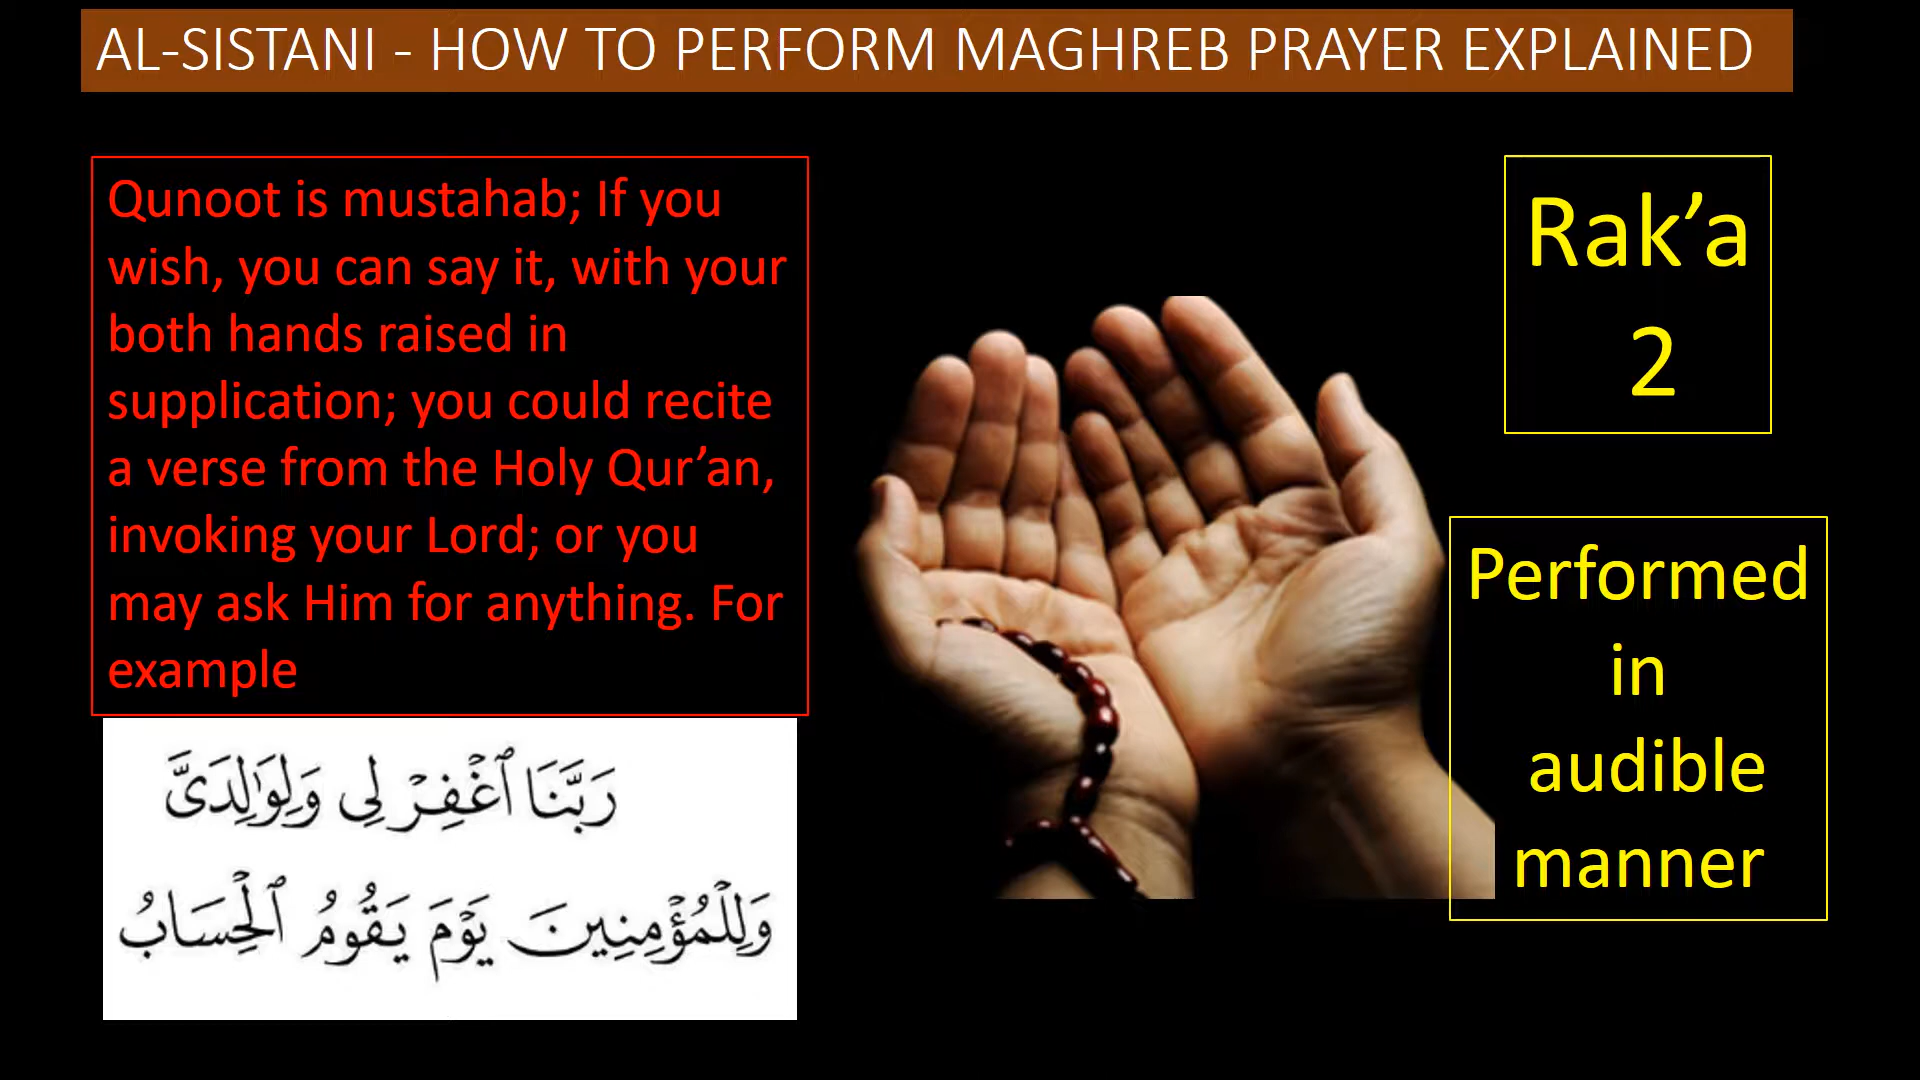 AL-SISTANI - HOW TO PERFORM MAGHREB PRAYER EXPLAINED
Qunoot is mustahab; If you
wish, you can say it, with your
both hands raised in
supplication; you could recite
a verse from the Holy Qur’an,
invoking your Lord; or you
may ask Him for anything. For
example
رَبَّنَا ٱغْفِرْ لِى وَلِوَٰلِدَىَّ
وَلِلْمُؤْمِنِينَ يَوْمَ يَقُومُ ٱلْحِسَابُ
Rak’a
2
Performed
in
audible
manner